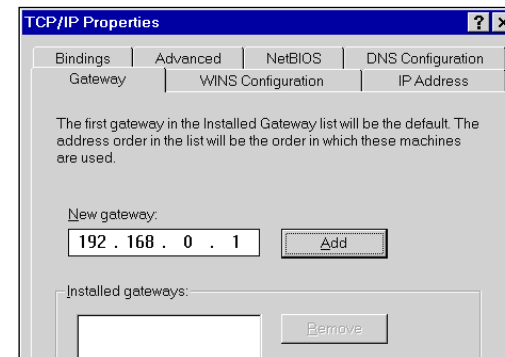 TCP/IP Properties
Bindings Advanced NetBIOS DNS Configuration
Gateway WINS Configuration IP Address
The first gateway in the Installed Gateway list will be the default. The
address order in the list will be the order in which these machines
are used.
New gateway:
192 . 168 . 0 . 1 Add
Installed gateways:
Remove